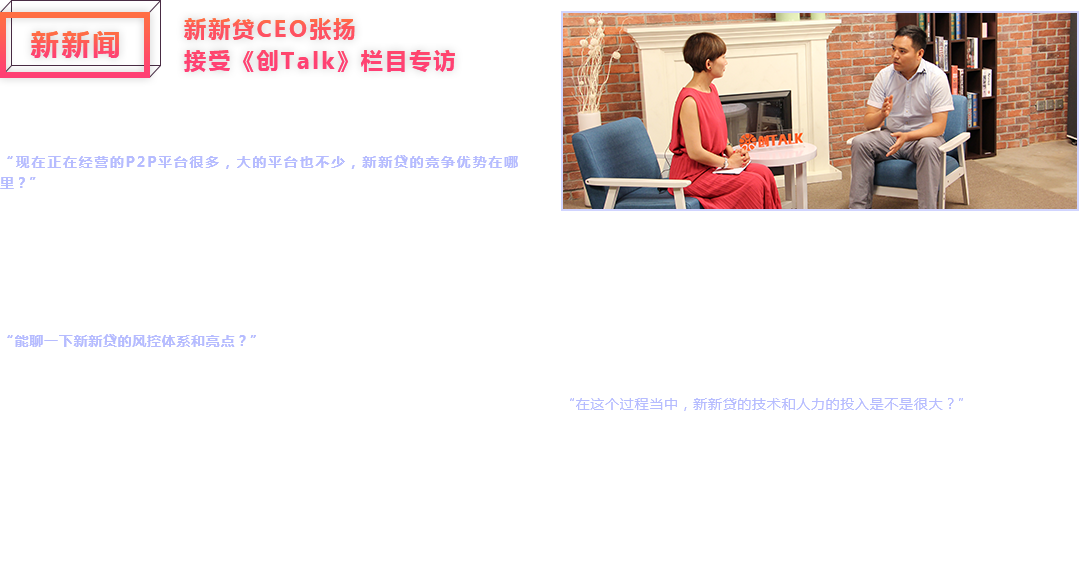 新新闻
新新贷CEO张扬
接受《创Talk》栏目专访
“现在正在经营的P2P平台很多，大的平台也不少，新新贷的竞争优势在哪
里？”
“能聊一下新新贷的风控体系和亮点？”
创TALK
“在这个过程当中，新新贷的技术和人力的投入是不是很大？”